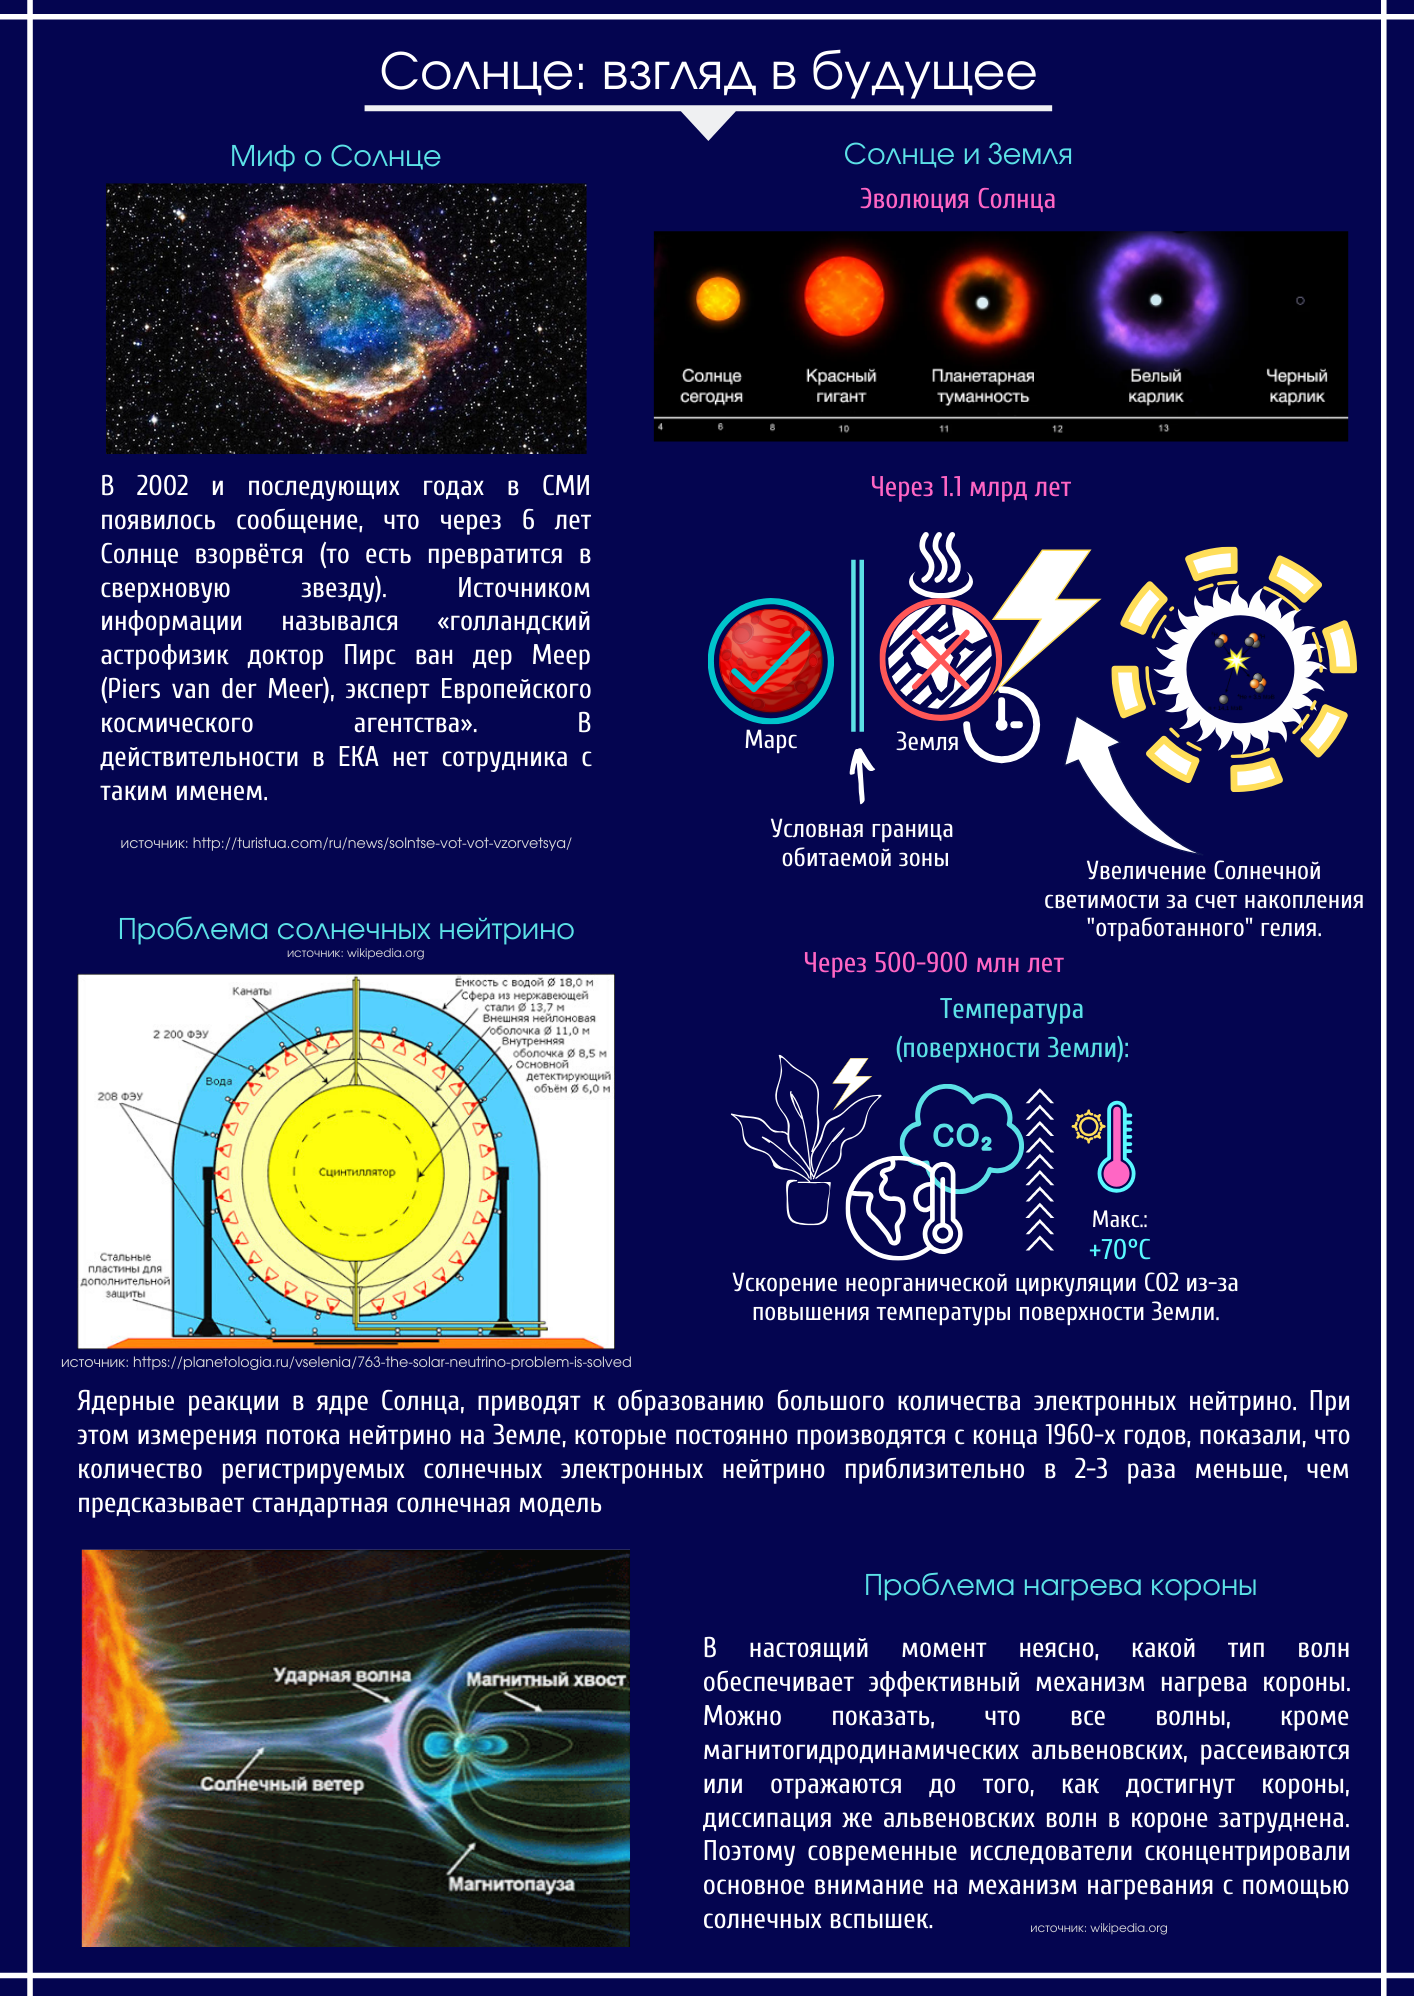 Солнце: взгляд в будущее
Миф о Солнце
В 2002 и последующих годах в СМИ
появилось сообщение, что через 6 лет
Солнце взорвётся (то есть превратится в
сверхновую звезду). Источником
информации назывался «голландский
астрофизик доктор Пирс ван дер Меер
(Piers van der Meer), эксперт Европейского
космического агентства». В
действительности в ЕКА нет сотрудника с
таким именем.
источник: http://turistua.com/ru/news/solntse-vot-vot-vzorvetsya/
Солнце и Земля
Эволюция Солнца
Солнце
сегодня
Красный
гигант
Планетарная
туманность
Белый
карлик
Черный
карлик
4 6 8 10 11 12 13
Через 1.1 млрд лет
Марс
Земля
Условная граница
обитаемой зоны
Увеличение Солнечной
светимости за счет накопления
"отработанного" гелия.
Через 500-900 млн лет
Температура
(поверхности Земли):
CO₂
Макс.:
+70°C
Ускорение неорганической циркуляции CO2 из-за
повышения температуры поверхности Земли.
Проблема солнечных нейтрино
источник: wikipedia.org
Емкость с водой Ø 18,0 м
Сфера из нержавеющей
стали Ø 13,7 м
Внешняя нейлоновая
оболочка Ø 11,0 м
Внутренняя
оболочка Ø 8,5 м
Основной
детектирующий
объём Ø 6,0 м
Канаты
2 200 ФЭУ
Вода
208 ФЭУ
Сцинтиллятор
Стальные
пластины для
дополнительной
защиты
источник: https://planetologia.ru/vselenia/763-the-solar-neutrino-problem-is-solved
Ядерные реакции в ядре Солнца, приводят к образованию большого количества электронных нейтрино. При
этом измерения потока нейтрино на Земле, которые постоянно производятся с конца 1960-х годов, показали, что
количество регистрируемых солнечных электронных нейтрино приблизительно в 2-3 раза меньше, чем
предсказывает стандартная солнечная модель
Ударная волна
Магнитный хвост
Солнечный ветер
Магнитопауза
Проблема нагрева короны
В настоящий момент неясно, какой тип волн
обеспечивает эффективный механизм нагрева короны.
Можно показать, что все волны, кроме
магнитогидродинамических альвеновских, рассеиваются
или отражаются до того, как достигнут короны,
диссипация же альвеновских волн в короне затруднена.
Поэтому современные исследователи сконцентрировали
основное внимание на механизм нагревания с помощью
солнечных вспышек.
источник: wikipedia.org